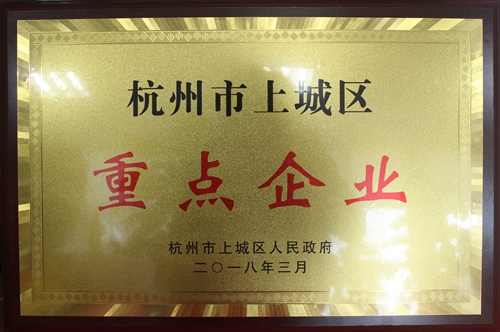 杭州市上城区
重点企业
杭州市上城区人民政府
二〇一八年三月